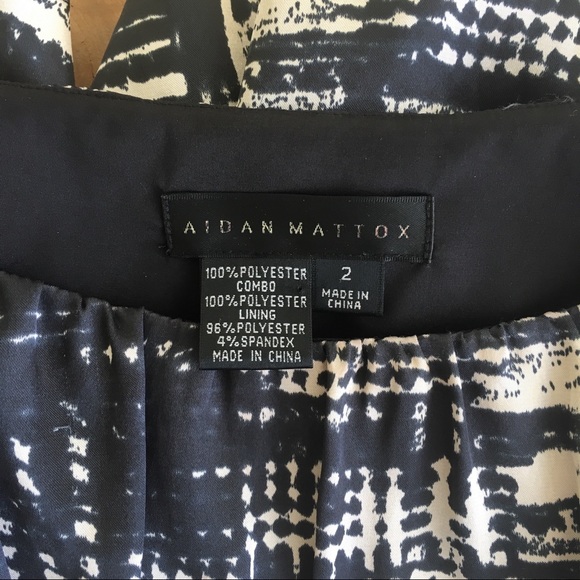 AIDAN MATTOX
100%POLYESTER
COMBO
100%POLYESTER
LINING
96%POLYESTER
4%SPANDEX
MADE IN CHINA
2
MADE IN
CHINA